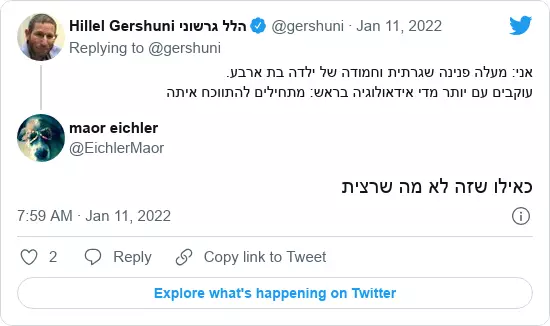 Hillel Gershuni הלל גרשוני @gershuni · Jan 11, 2022
Replying to @gershuni
אני: מעלה פנינה שגרתית וחמודה של ילדה בת ארבע.
עוקבים עם יותר מדי אידאולוגיה בראש: מתחילים להתווכח איתה
maor eichler
@EichlerMaor
כאילו שזה לא מה שרצית
7:59 AM · Jan 11, 2022
2 Reply Copy link to Tweet
Explore what's happening on Twitter